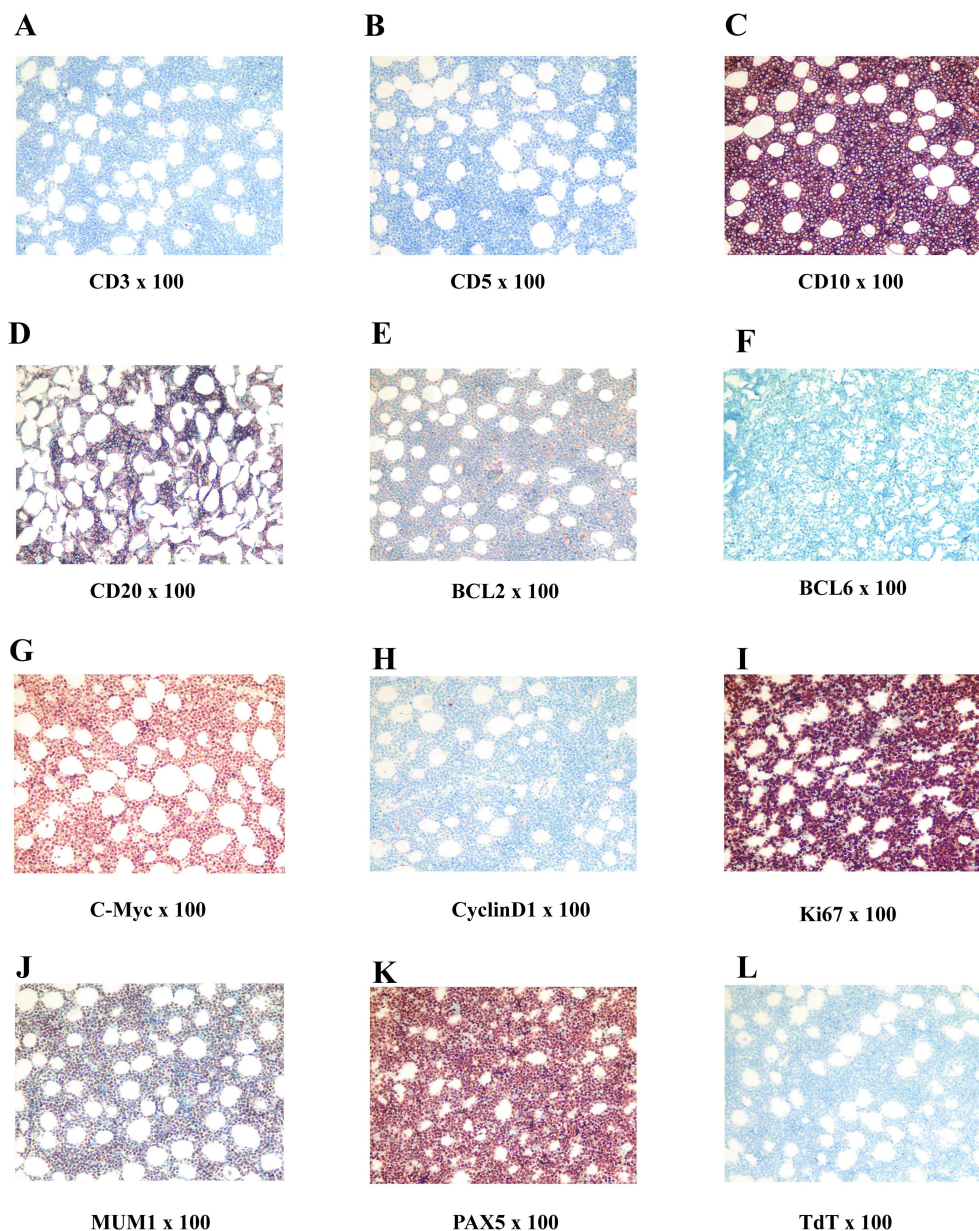 A
B
C
CD3 x 100
CD5 x 100
CD10 x 100
D
E
F
CD20 x 100
BCL2 x 100
BCL6 x 100
G
H
I
C-Myc x 100
CyclinD1 x 100
Ki67 x 100
J
K
L
MUM1 x 100
PAX5 x 100
TdT x 100